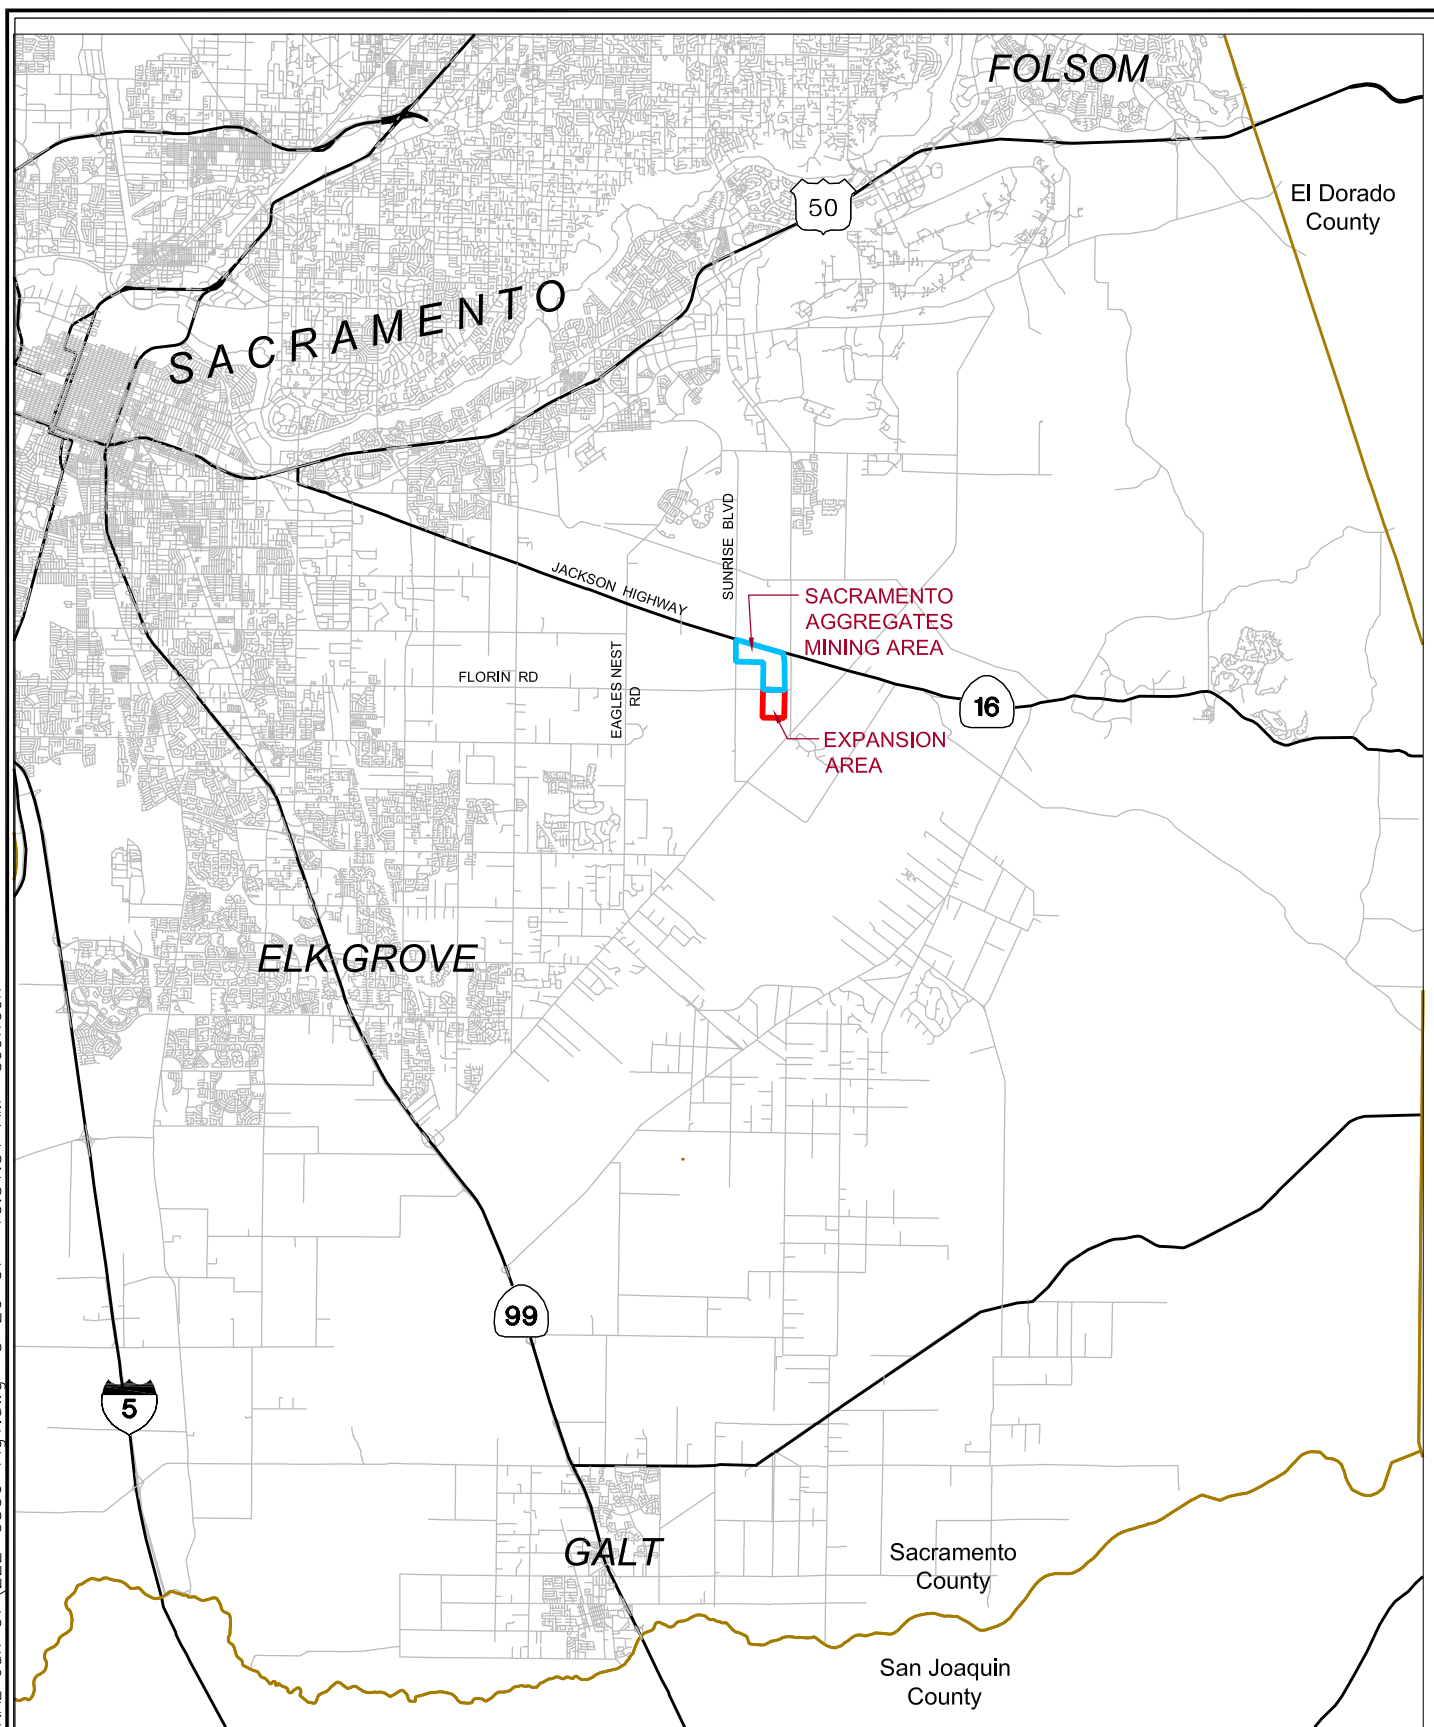 FOLSOM
El Dorado
County
50
SACRAMENTO
SUNRISE BLVD
JACKSON HIGHWAY
SACRAMENTO
AGGREGATES
MINING AREA
FLORIN RD
EAGLES NEST
RD
16
EXPANSION
AREA
ELK GROVE
99
5
GALT
Sacramento
County
San Joaquin
County